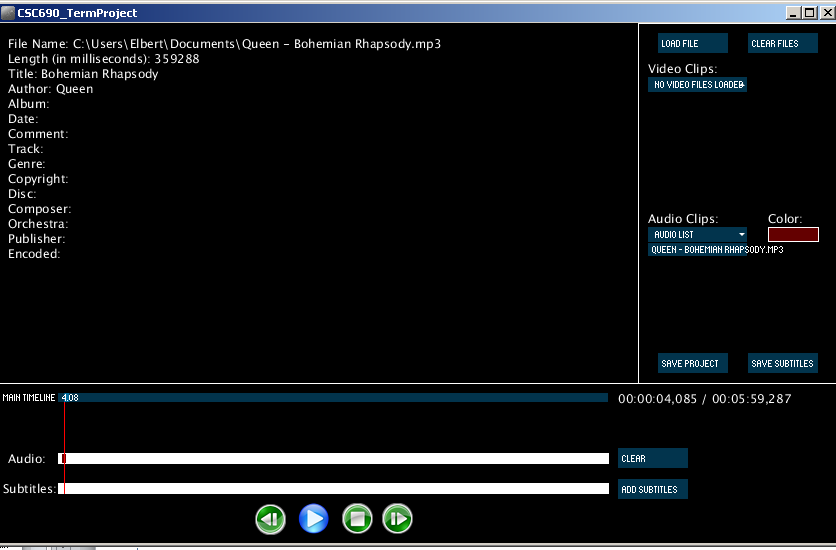 CSC690_TermProject
File Name: C:\Users\Elbert\Documents\Queen - Bohemian Rhapsody.mp3
Length (in milliseconds): 359288
Title: Bohemian Rhapsody
Author: Queen
Album:
Date:
Comment:
Track:
Genre:
Copyright:
Disc:
Composer:
Orchestra:
Publisher:
Encoded:
LOAD FILE
CLEAR FILES
Video Clips:
NO VIDEO FILES LOADED
Audio Clips:
Color:
AUDIO LIST
QUEEN - BOHEMIAN RHAPSODY.MP3
SAVE PROJECT
SAVE SUBTITLES
MAIN TIMELINE
4.08
00:00:04,085 / 00:05:59,287
Audio:
CLEAR
Subtitles:
ADD SUBTITLES